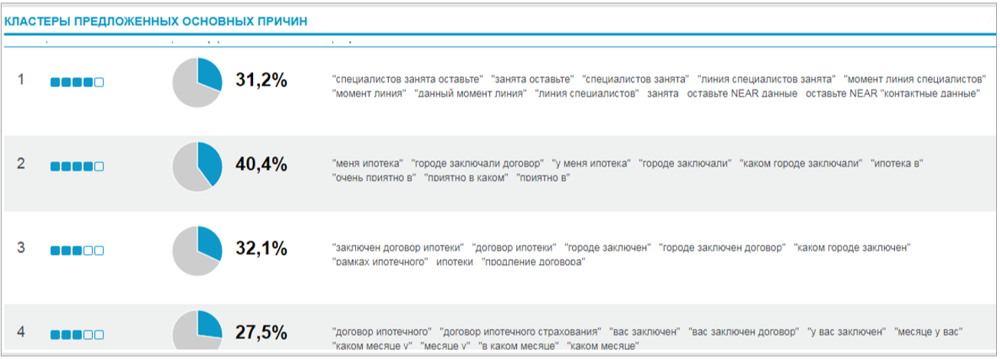 КЛАСТЕРЫ ПРЕДЛОЖЕННЫХ ОСНОВНЫХ ПРИЧИН
1 31,2% "специалистов занята оставьте" "занята оставьте" "специалистов занята" "линия специалистов занята" "момент линия специалистов"
"момент линия" "данный момент линия" "линия специалистов" занята оставьте NEAR данные оставьте NEAR "контактные данные"
2 40,4% "меня ипотека" "городе заключали договор" "у меня ипотека" "городе заключали" "каком городе заключали" "ипотека в"
"очень приятно в" "приятно в каком" "приятно в"
3 32,1% "заключен договор ипотеки" "договор ипотеки" "городе заключен" "городе заключен договор" "каком городе заключен"
"рамках ипотечного" ипотеки "продление договора"
4 27,5% "договор ипотечного" "договор ипотечного страхования" "вас заключен" "вас заключен договор" "у вас заключен" "месяце у вас"
"каком месяце у" "месяце у" "в каком месяце" "каком месяце"